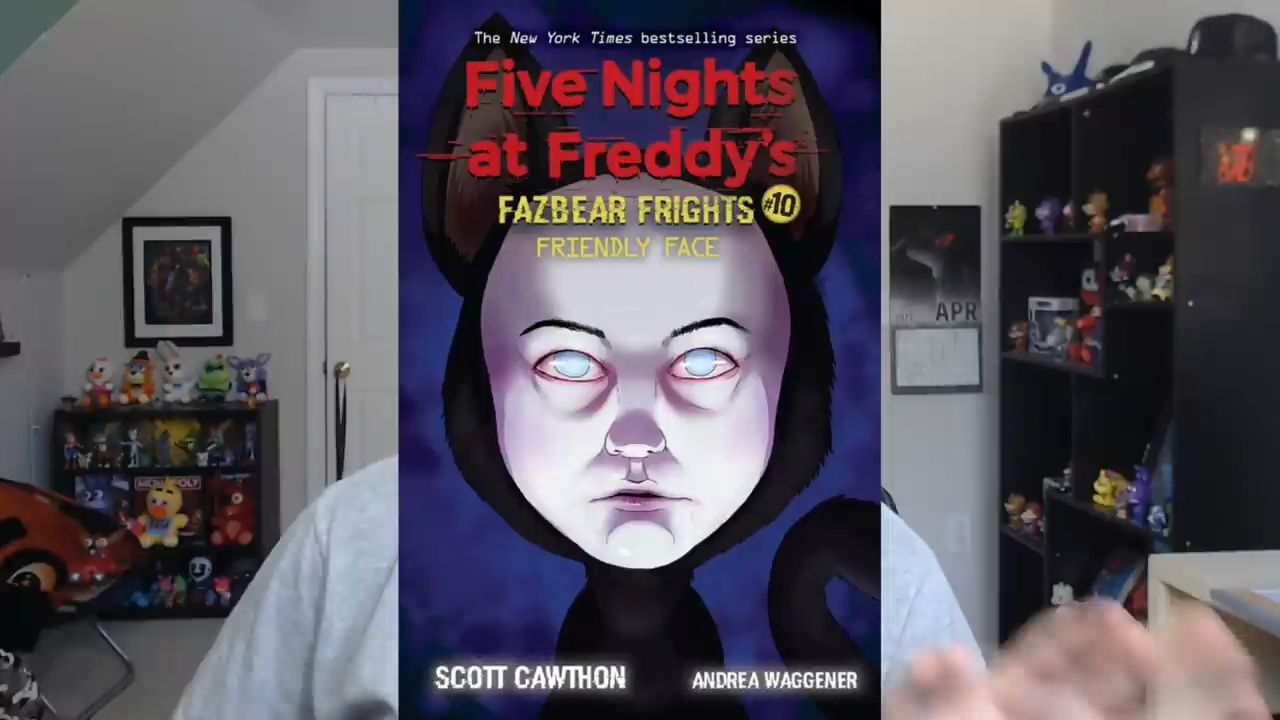 The New York Times bestselling series
Five Nights
at Freddy's
FAZBEAR FRIGHTS #10
FRIENDLY FACE
APR
MONOPOLY
SCOTT CAWTHON
ANDREA WAGGENER